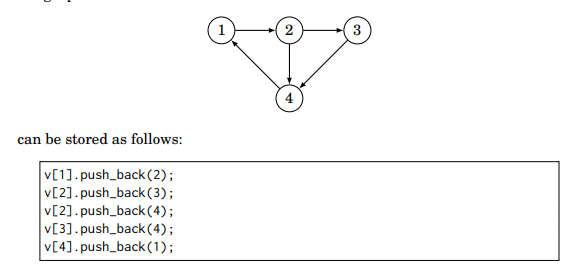 1 2 3
4
can be stored as follows:
v[1].push_back(2);
v[2].push_back(3);
v[2].push_back(4);
v[3].push_back(4);
v[4].push_back(1);